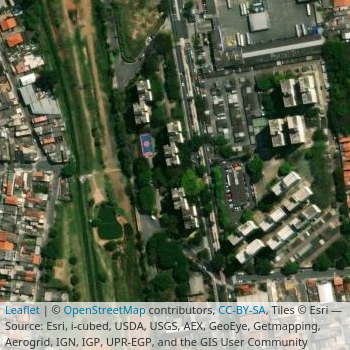 Leaflet | © OpenStreetMap contributors, CC-BY-SA, Tiles © Esri —
Source: Esri, i-cubed, USDA, USGS, AEX, GeoEye, Getmapping,
Aerogrid, IGN, IGP, UPR-EGP, and the GIS User Community